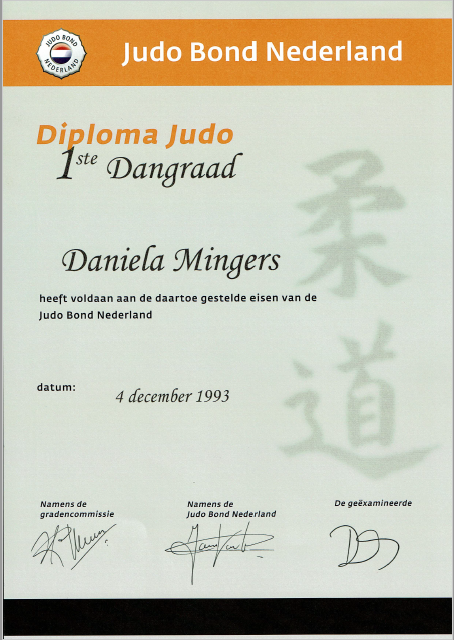 JUDO BOND
NEDERLAND
Judo Bond Nederland
Diploma Judo
1ste Dangraad
柔
道
Daniela Mingers
heeft voldaan aan de daartoe gestelde eisen van de
Judo Bond Nederland
datum:
4 december 1993
Namens de
gradencommissie
Namens de
Judo Bond Nederland
De geëxamineerde